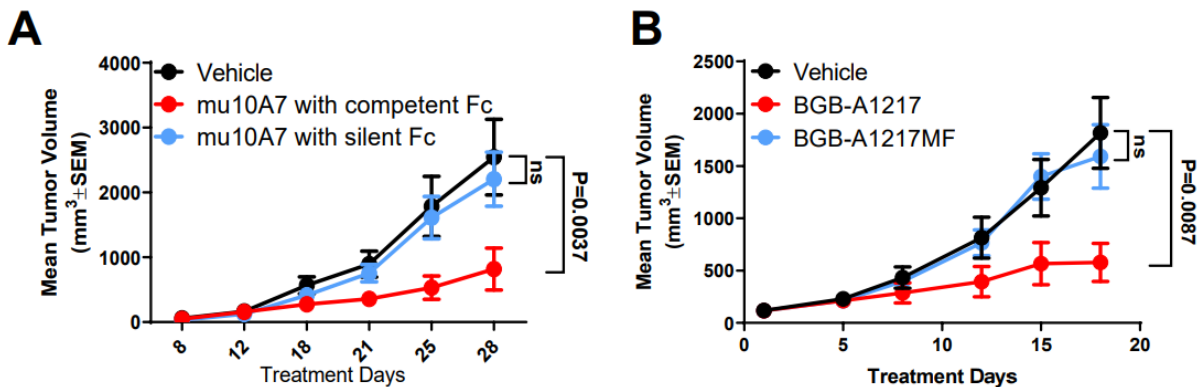 A
Mean Tumor Volume
(mm³±SEM)
4000
3000
2000
1000
0
Vehicle
mu10A7 with competent Fc
mu10A7 with silent Fc
ns
P=0.0037
8
12
18
21
25
28
Treatment Days
B
Mean Tumor Volume
(mm³±SEM)
2500
2000
1500
1000
500
0
Vehicle
BGB-A1217
BGB-A1217MF
ns
P=0.0087
0
5
10
15
20
Treatment Days